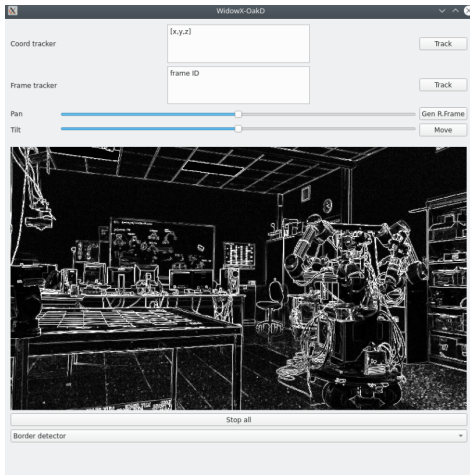 WidowX-OakD
Coord tracker
[x,y,z]
Track
Frame tracker
frame ID
Track
Pan
Gen R.Frame
Tilt
Move
Stop all
Border detector